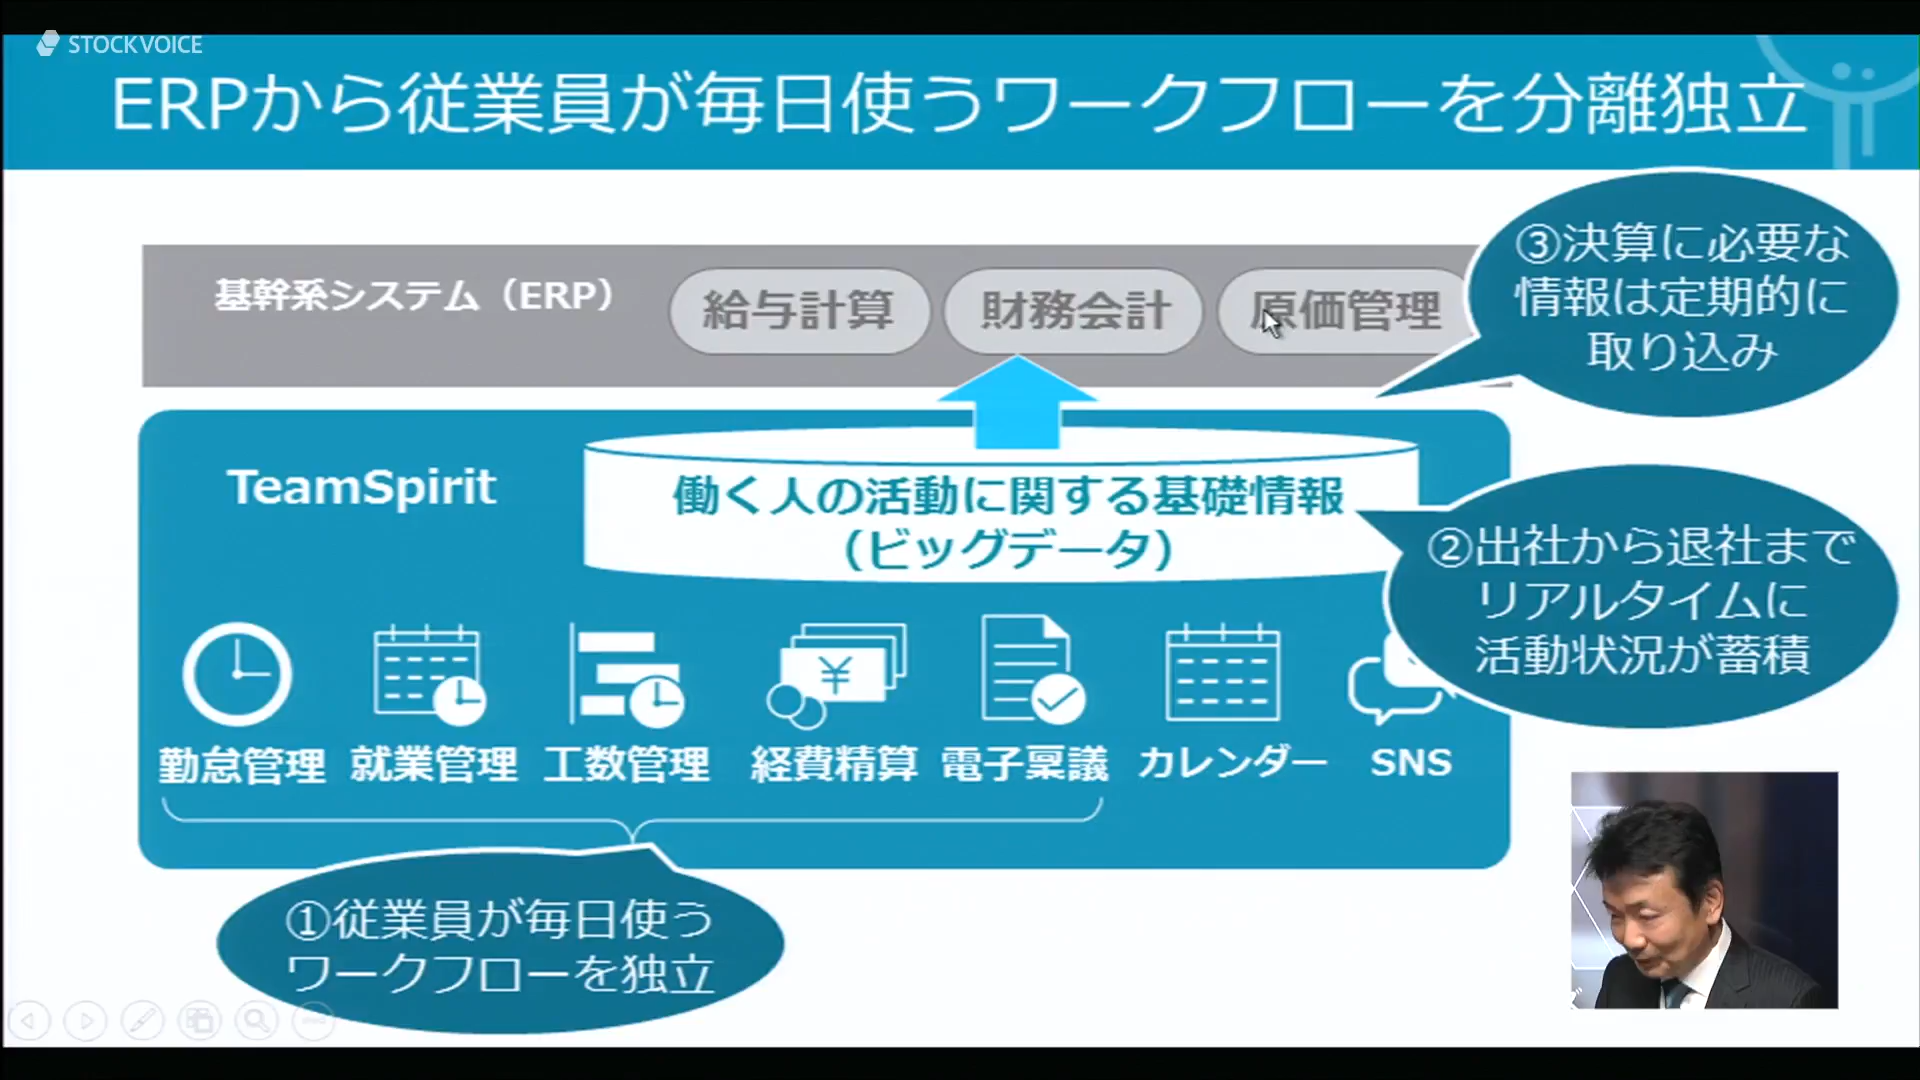 STOCKVOICE
ERPから従業員が毎日使うワークフローを分離独立
基幹系システム（ERP）
給与計算
財務会計
原価管理
③決算に必要な
情報は定期的に
取り込み
TeamSpirit
働く人の活動に関する基礎情報
（ビッグデータ）
②出社から退社まで
リアルタイムに
活動状況が蓄積
勤怠管理
就業管理
工数管理
¥
経費精算
電子稟議
カレンダー
SNS
①従業員が毎日使う
ワークフローを独立